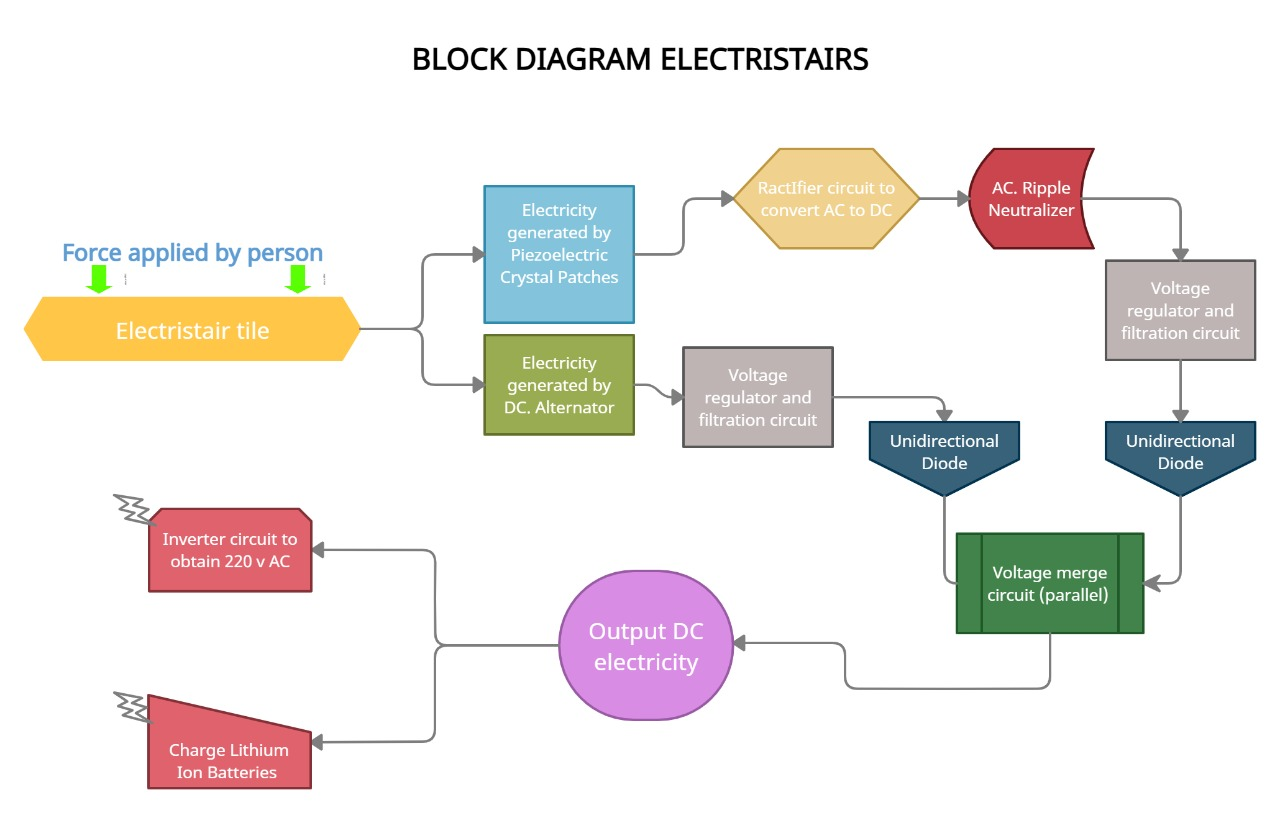 BLOCK DIAGRAM ELECTRISTAIRS
Force applied by person
Electristair tile
Electricity
generated by
Piezoelectric
Crystal Patches
RactIfier circuit to
convert AC to DC
AC. Ripple
Neutralizer
Voltage
regulator and
filtration circuit
Electricity
generated by
DC. Alternator
Voltage
regulator and
filtration circuit
Unidirectional
Diode
Unidirectional
Diode
Voltage merge
circuit (parallel)
Output DC
electricity
Inverter circuit to
obtain 220 v AC
Charge Lithium
Ion Batteries